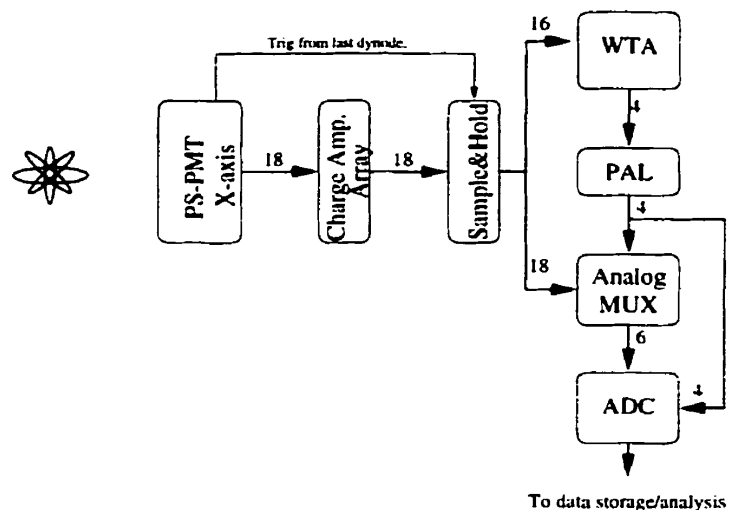 16
WTA
Trig from last dynode.
4
PS-PMT
X-axis
18
Charge Amp.
Array
18
Sample&Hold
PAL
4
18
Analog
MUX
6
ADC
4
To data storage/analysis